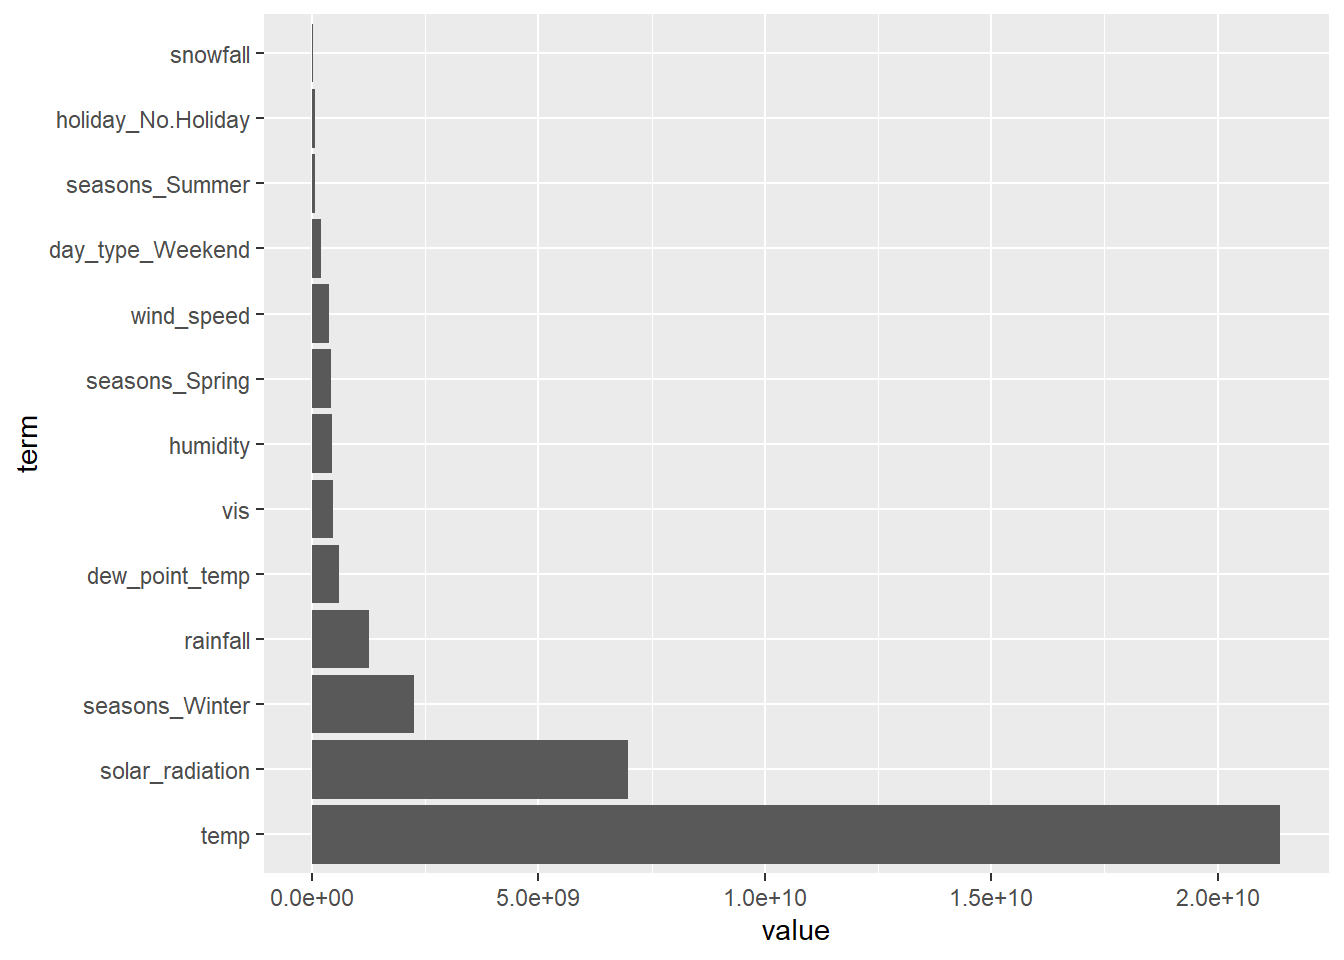 snowfall
holiday_No.Holiday
seasons_Summer
day_type_Weekend
wind_speed
seasons_Spring
humidity
vis
dew_point_temp
rainfall
seasons_Winter
solar_radiation
temp
term
0.0e+00 5.0e+09 1.0e+10 1.5e+10 2.0e+10
value